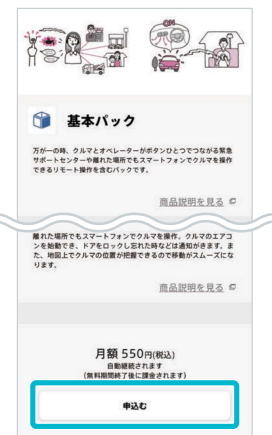 ON
基本パック
万が一の時、クルマとオペレーターがボタンひとつでつながる緊急
サポートセンターや離れた場所でもスマートフォンでクルマを操作
できるリモート操作を含むパックです。
商品説明を見る
離れた場所でもスマートフォンでクルマを操作。クルマのエアコ
ンを始動でき、ドアをロックし忘れた時などは通知がきます。ま
た、地図上でクルマの位置が把握できるので移動がスムーズにな
ります。
商品説明を見る
月額 550円(税込)
自動継続されます
(無料期間終了後に課金されます)
申込む